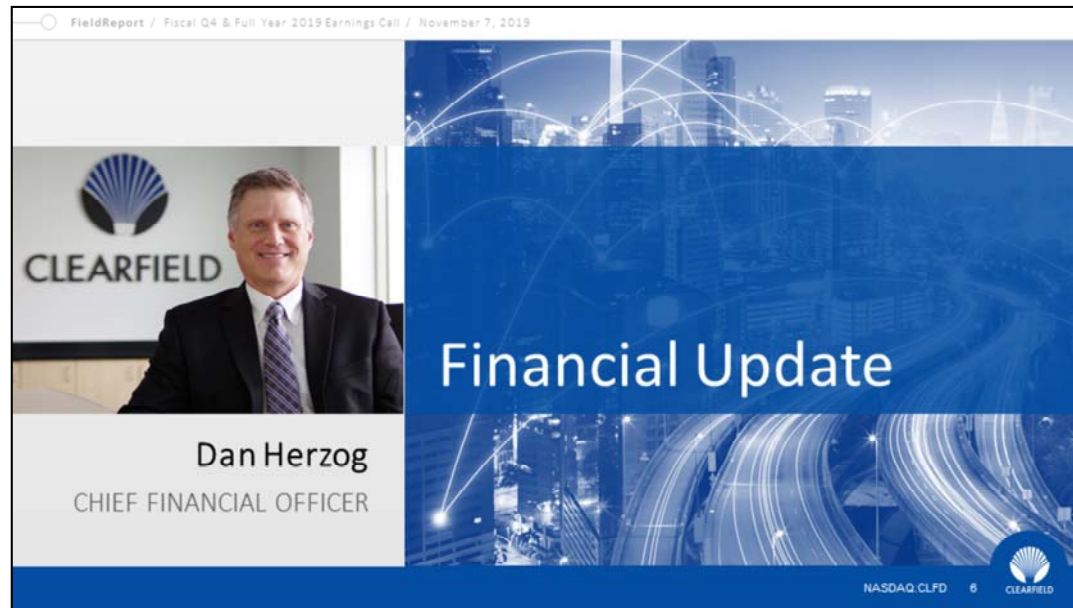 FieldReport / Fiscal Q4 & Full Year 2019 Earnings Call / November 7, 2019
CLEARFIELD
Financial Update
Dan Herzog
CHIEF FINANCIAL OFFICER
NASDAQ:CLFD 6 CLEARFIELD